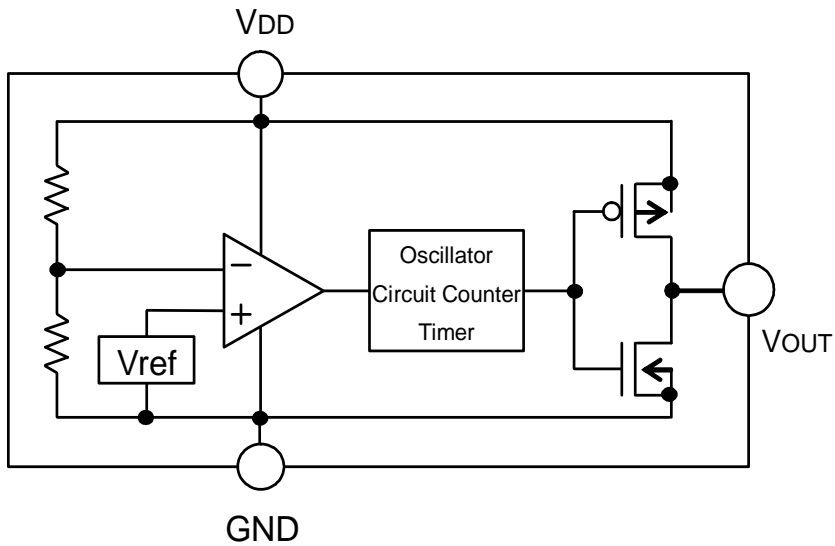 VDD
Oscillator
Circuit Counter
Timer
−
+
Vref
VOUT
GND